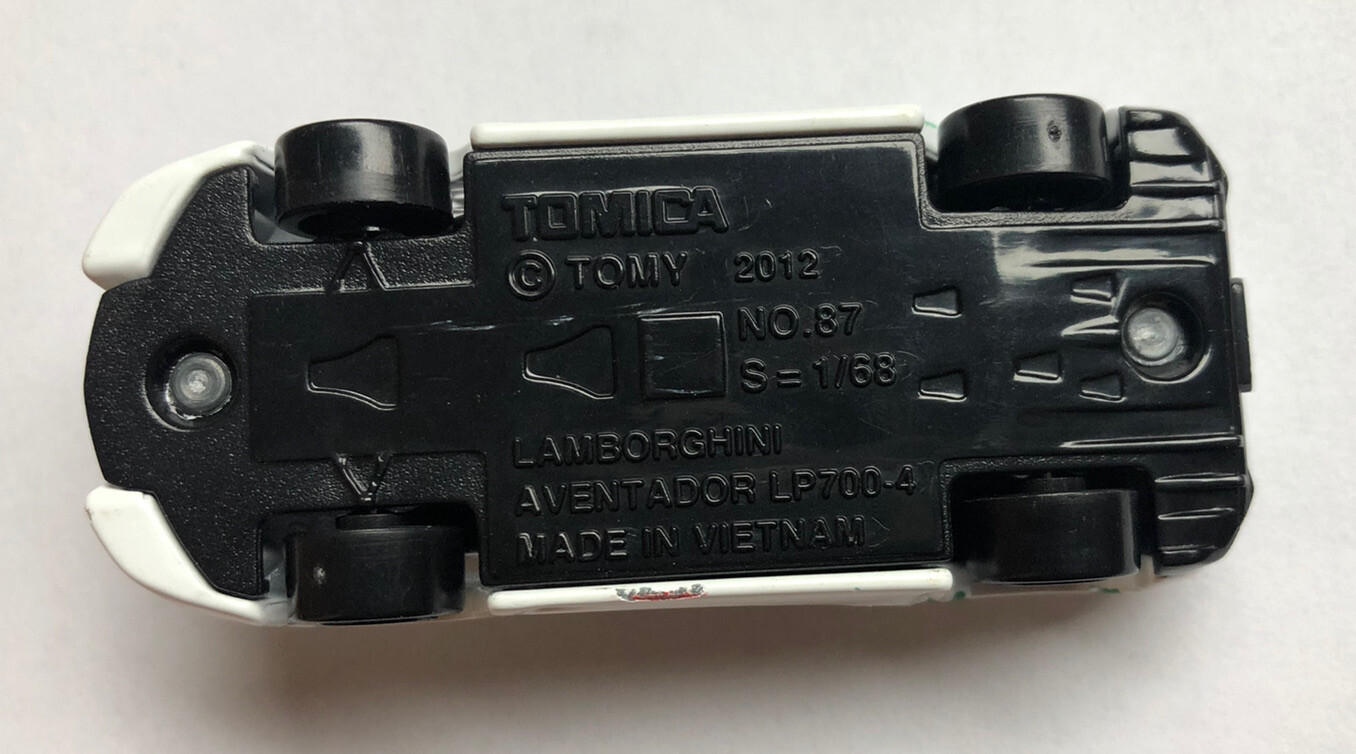 TOMICA
© TOMY 2012
NO.87
S=1/68
LAMBORGHINI
AVENTADOR LP700-4
MADE IN VIETNAM